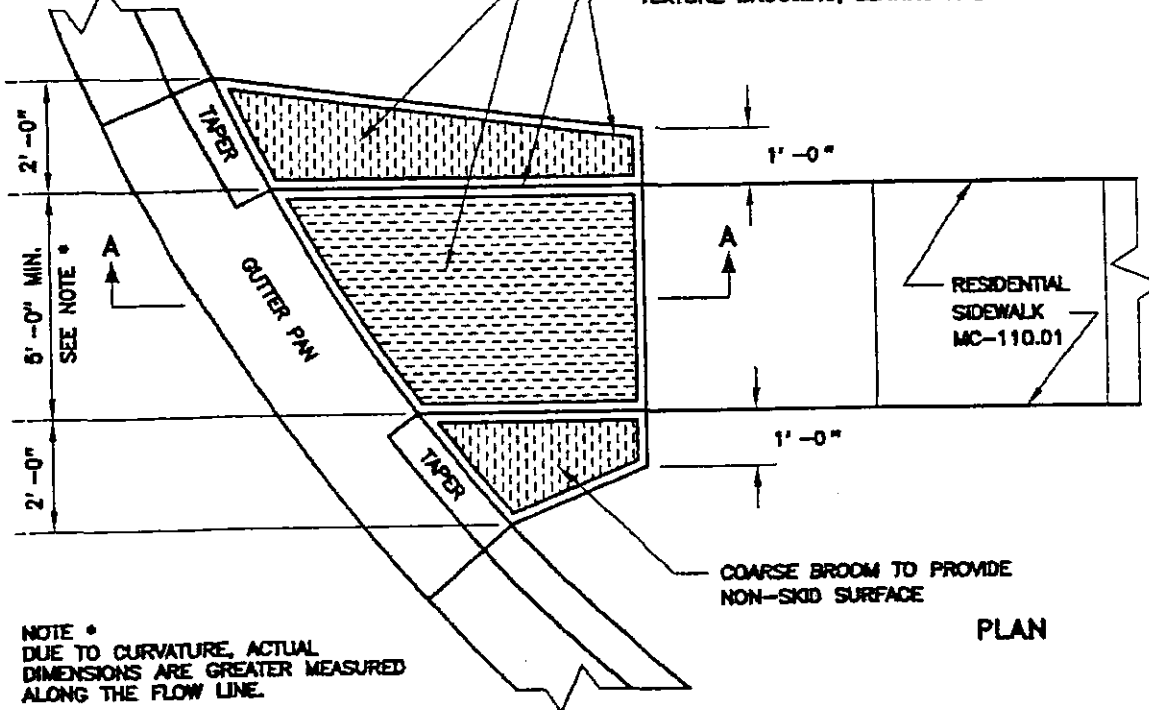 TAPER
2'-0"
1'-0"
A
A
5'-0" MIN.
SEE NOTE *
GUTTER PAN
RESIDENTIAL
SIDEWALK
MC-110.01
2'-0"
TAPER
1'-0"
COARSE BROOM TO PROVIDE
NON-SKID SURFACE
PLAN
NOTE *
DUE TO CURVATURE, ACTUAL
DIMENSIONS ARE GREATER MEASURED
ALONG THE FLOW LINE.